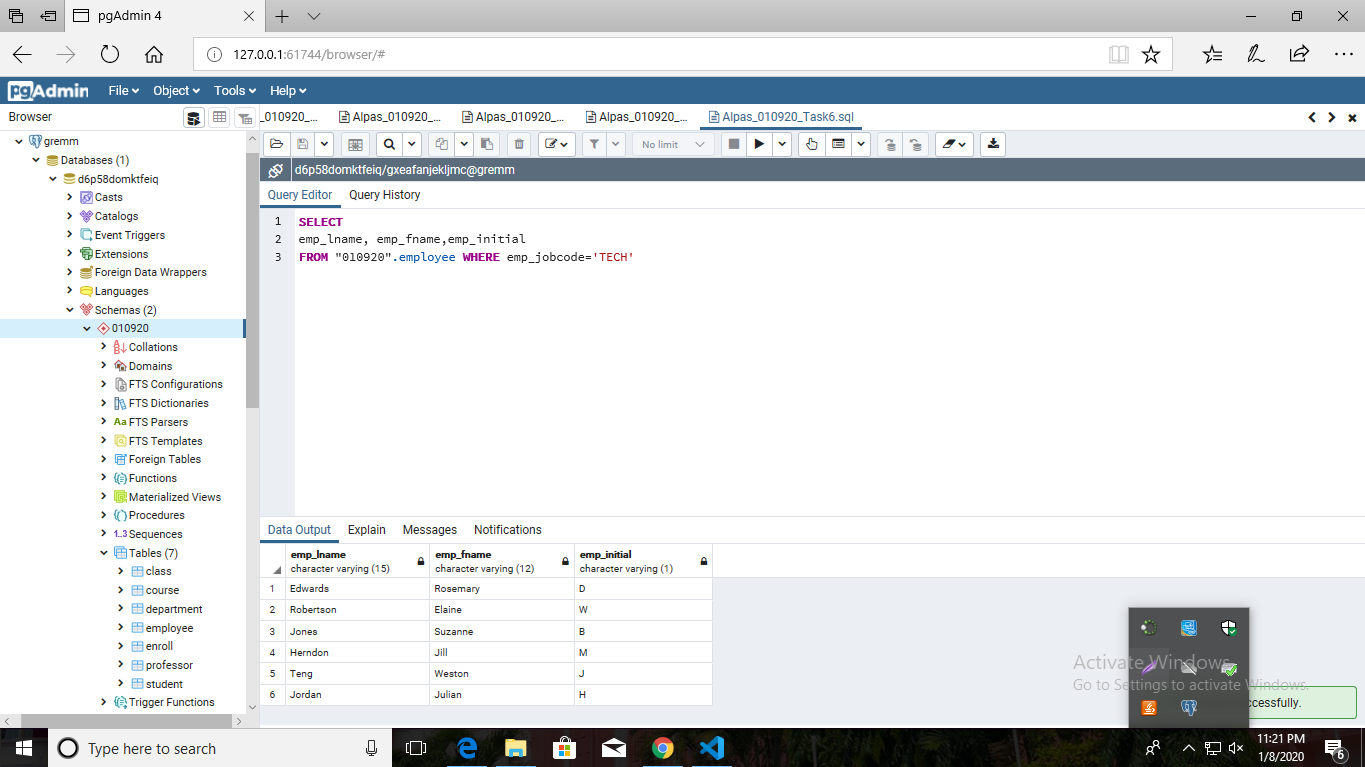 pgAdmin 4
127.0.0.1:61744/browser/#
pgAdmin File Object Tools Help
Browser
_010920_... Alpas_010920_... Alpas_010920_... Alpas_010920_... Alpas_010920_Task6.sql
No limit
d6p58domktfeiq/gxeafanjekljmc@gremm
Query Editor Query History
1 SELECT
2 emp_lname, emp_fname,emp_initial
3 FROM "010920".employee WHERE emp_jobcode='TECH'
gremm
Databases (1)
d6p58domktfeiq
Casts
Catalogs
Event Triggers
Extensions
Foreign Data Wrappers
Languages
Schemas (2)
010920
Collations
Domains
FTS Configurations
FTS Dictionaries
Aa FTS Parsers
FTS Templates
Foreign Tables
Functions
Materialized Views
Procedures
1..3 Sequences
Tables (7)
class
course
department
employee
enroll
professor
student
Trigger Functions
Data Output Explain Messages Notifications
emp_lname emp_fname emp_initial
character varying (15) character varying (12) character varying (1)
1 Edwards Rosemary D
2 Robertson Elaine W
3 Jones Suzanne B
4 Herndon Jill M
5 Teng Weston J
6 Jordan Julian H
Activate Windows
Go to Settings to activate Windows.
ccessfully.
Type here to search
11:21 PM
1/8/2020
6